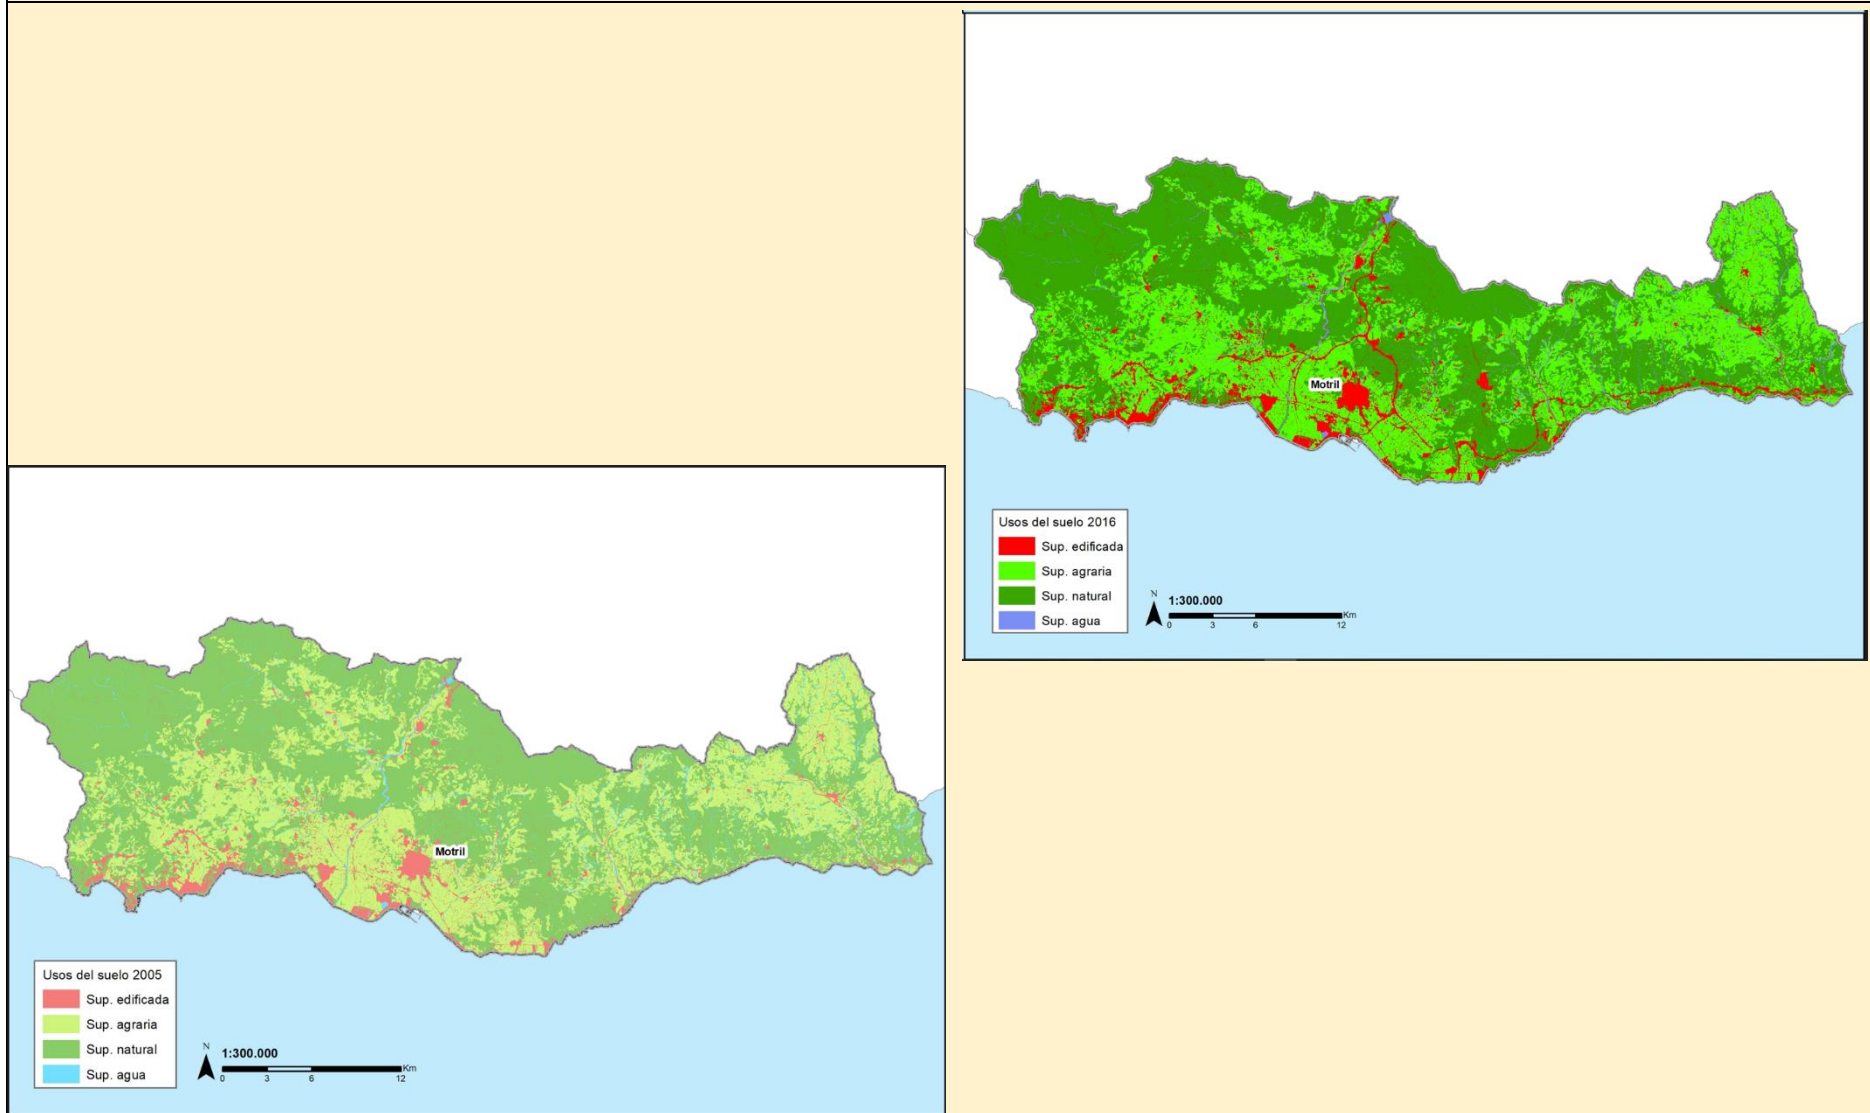 Motril
Usos del suelo 2016
Sup. edificada
Sup. agraria
Sup. natural
Sup. agua
N
1:300.000
Km
0 3 6 12
Motril
Usos del suelo 2005
Sup. edificada
Sup. agraria
Sup. natural
Sup. agua
N
1:300.000
Km
0 3 6 12